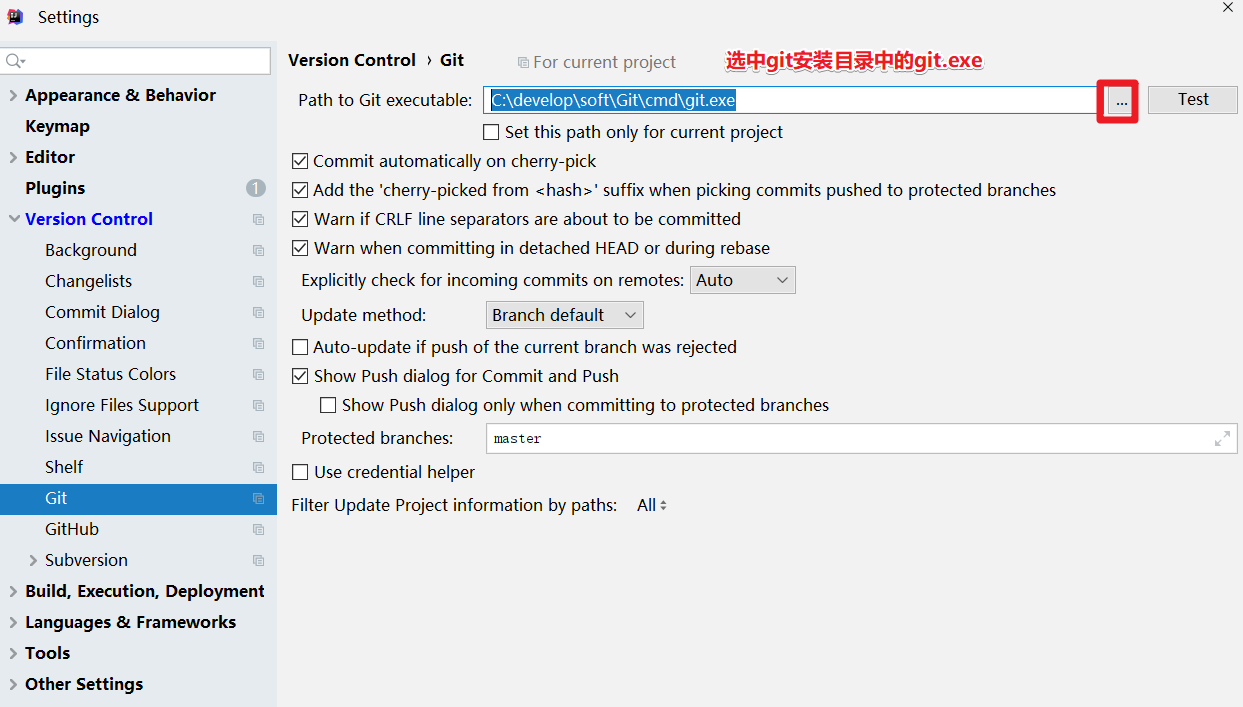 Settings
Appearance & Behavior
Keymap
Editor
Plugins 1
Version Control
Background
Changelists
Commit Dialog
Confirmation
File Status Colors
Ignore Files Support
Issue Navigation
Shelf
Git
GitHub
Subversion
Build, Execution, Deployment
Languages & Frameworks
Tools
Other Settings
Version Control › Git For current project
选中git安装目录中的git.exe
Path to Git executable: C:\develop\soft\Git\cmd\git.exe ... Test
Set this path only for current project
Commit automatically on cherry-pick
Add the 'cherry-picked from <hash>' suffix when picking commits pushed to protected branches
Warn if CRLF line separators are about to be committed
Warn when committing in detached HEAD or during rebase
Explicitly check for incoming commits on remotes: Auto
Update method: Branch default
Auto-update if push of the current branch was rejected
Show Push dialog for Commit and Push
Show Push dialog only when committing to protected branches
Protected branches: master
Use credential helper
Filter Update Project information by paths: All